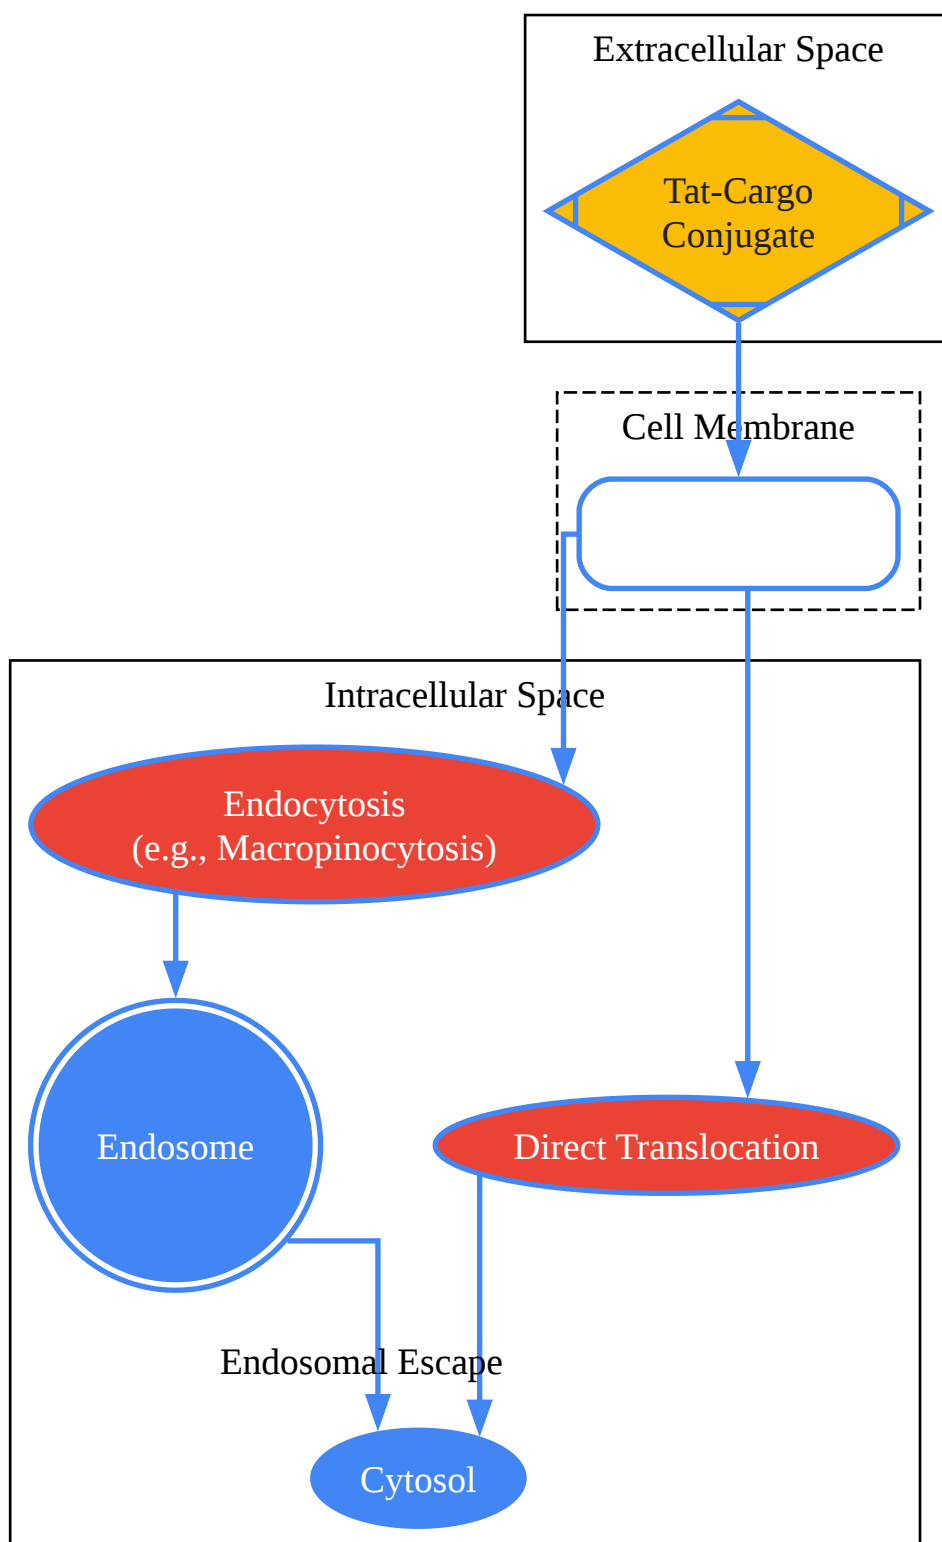 Extracellular Space
Tat-Cargo
Conjugate
Cell Membrane
Intracellular Space
Endocytosis
(e.g., Macropinocytosis)
Endosome
Direct Translocation
Endosomal Escape
Cytosol